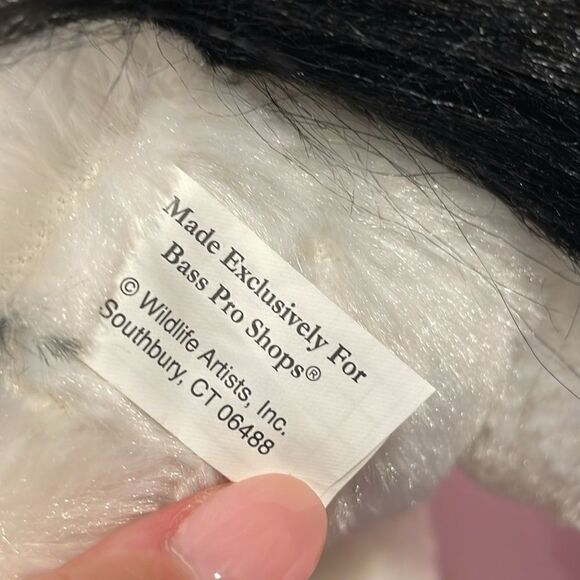 Made Exclusively For
Bass Pro Shops®
© Wildlife Artists, Inc.
Southbury, CT 06488